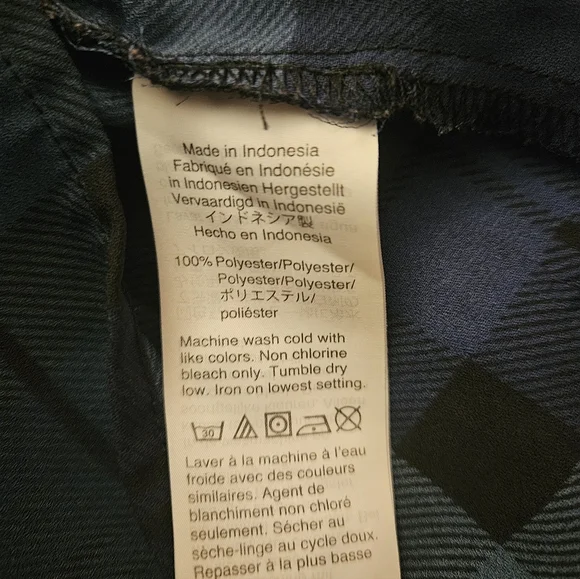 Made in Indonesia
Fabriqué en Indonésie
in Indonesien Hergestellt
Vervaardigd in Indonesië
インドネシア製
Hecho en Indonesia
100% Polyester/Polyester/
Polyester/Polyester/
ポリエステル/
poliéster
Machine wash cold with
like colors. Non chlorine
bleach only. Tumble dry
low. Iron on lowest setting.
30
Laver à la machine à l'eau
froide avec des couleurs
similaires. Agent de
blanchiment non chloré
seulement. Sécher au
sèche-linge au cycle doux.
Repasser à la plus basse